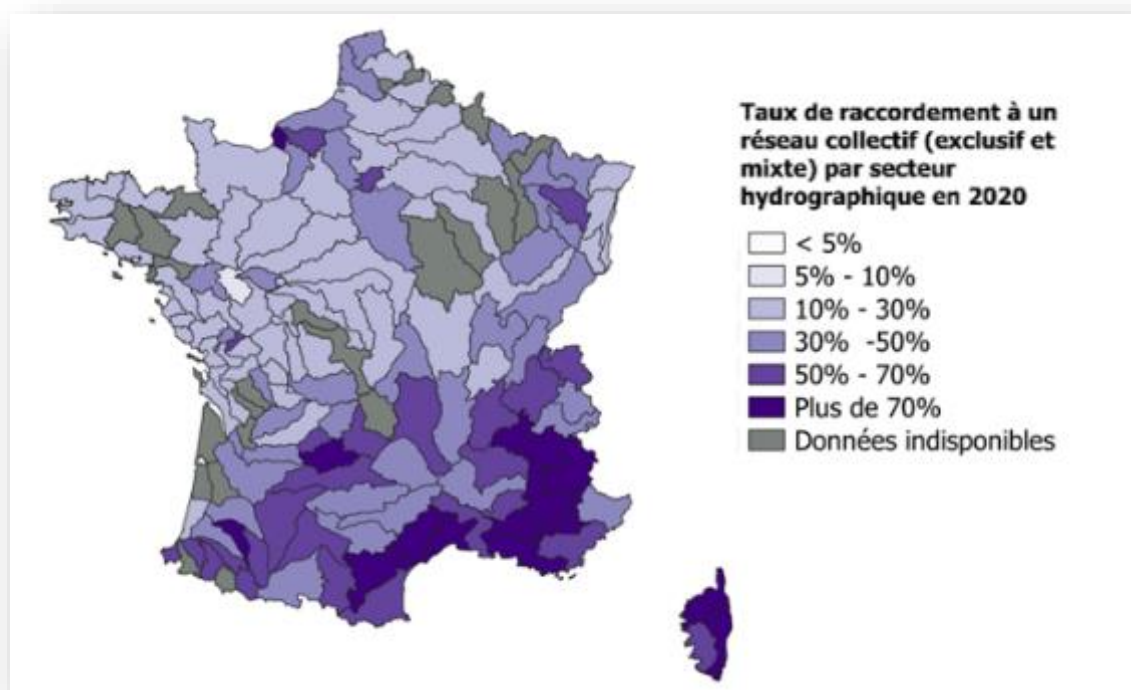 Taux de raccordement à un
réseau collectif (exclusif et
mixte) par secteur
hydrographique en 2020
< 5%
5% - 10%
10% - 30%
30% -50%
50% - 70%
Plus de 70%
Données indisponibles